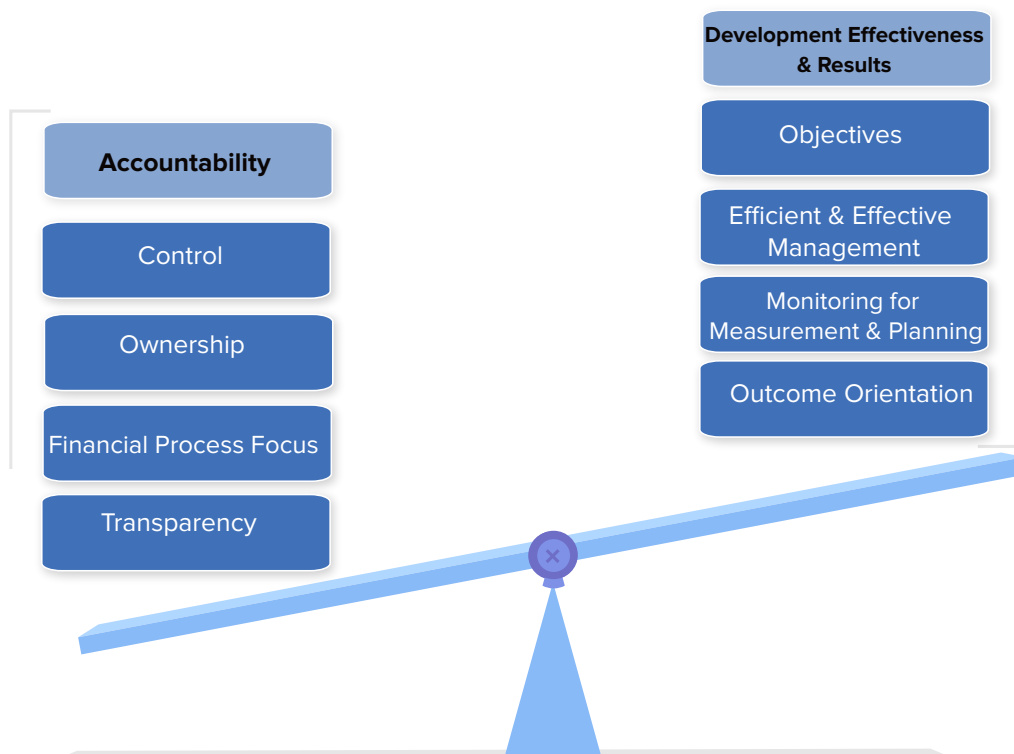 Accountability
Control
Ownership
Financial Process Focus
Transparency
Development Effectiveness
& Results
Objectives
Efficient & Effective
Management
Monitoring for
Measurement & Planning
Outcome Orientation